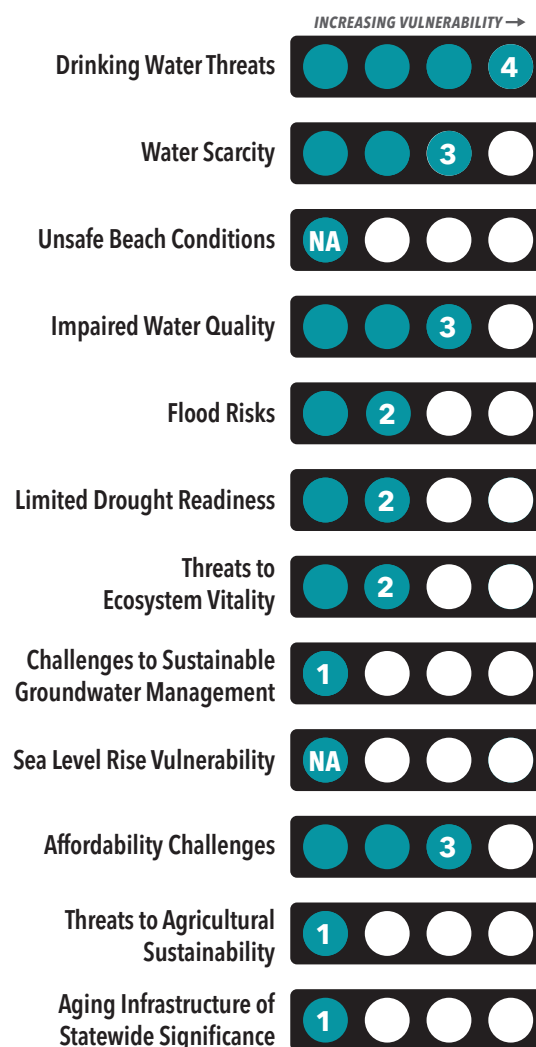 INCREASING VULNERABILITY →
Drinking Water Threats 4
Water Scarcity 3
Unsafe Beach Conditions NA
Impaired Water Quality 3
Flood Risks 2
Limited Drought Readiness 2
Threats to
Ecosystem Vitality 2
Challenges to Sustainable
Groundwater Management 1
Sea Level Rise Vulnerability NA
Affordability Challenges 3
Threats to Agricultural
Sustainability 1
Aging Infrastructure of
Statewide Significance 1